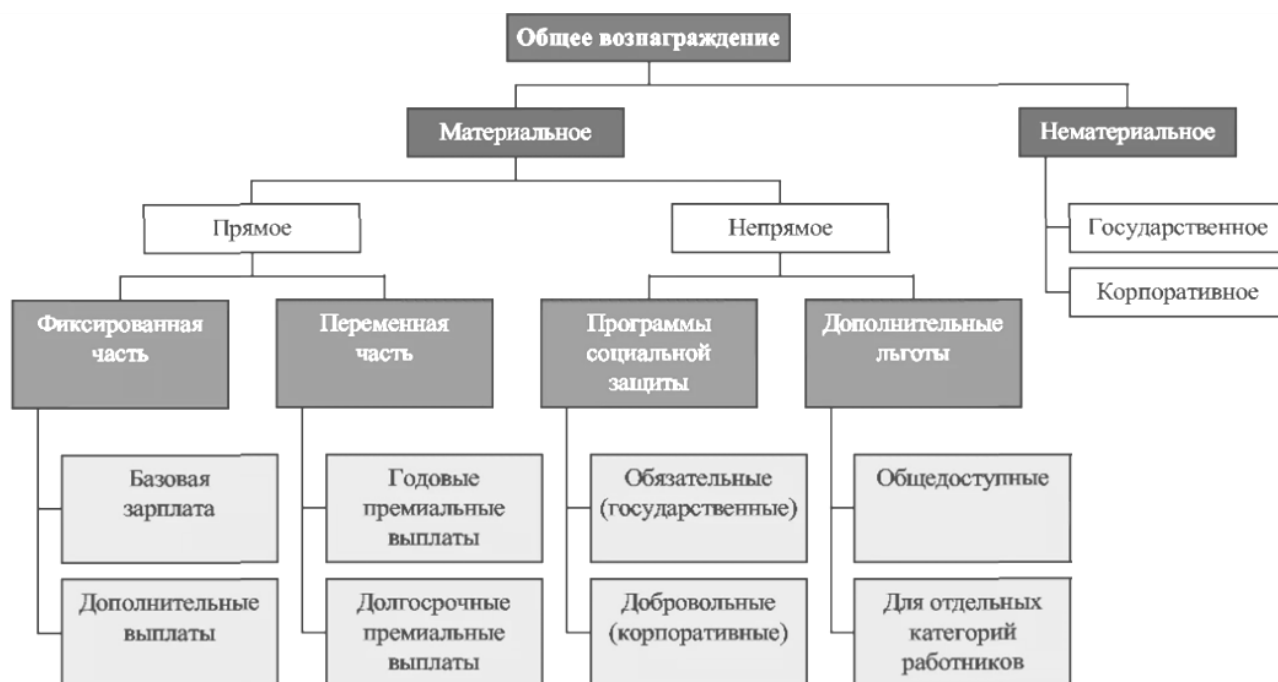 Общее вознаграждение
Материальное
Нематериальное
Прямое
Непрямое
Государственное
Корпоративное
Фиксированная
часть
Переменная
часть
Программы
социальной
защиты
Дополнительные
льготы
Базовая
зарплата
Годовые
премиальные
выплаты
Обязательные
(государственные)
Общедоступные
Дополнительные
выплаты
Долгосрочные
премиальные
выплаты
Добровольные
(корпоративные)
Для отдельных
категорий
работников